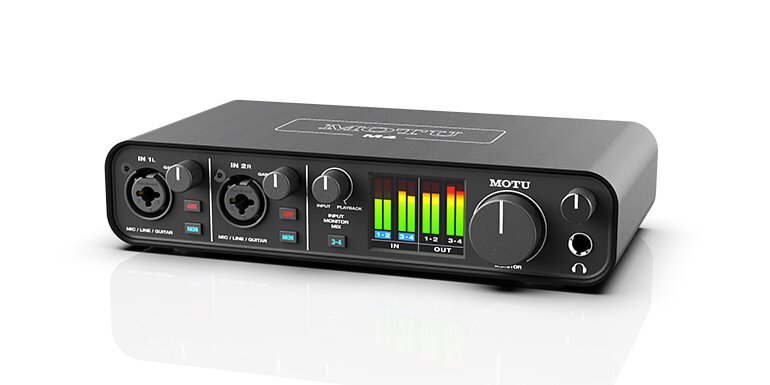 MOTU
M4
IN 1L
GAIN
48V
MON
MIC / LINE / GUITAR
IN 2R
GAIN
48V
MON
MIC / LINE / GUITAR
INPUT
PLAYBACK
INPUT
MONITOR
MIX
3-4
1-2
3-4
1-2
3-4
IN
OUT
MOTU